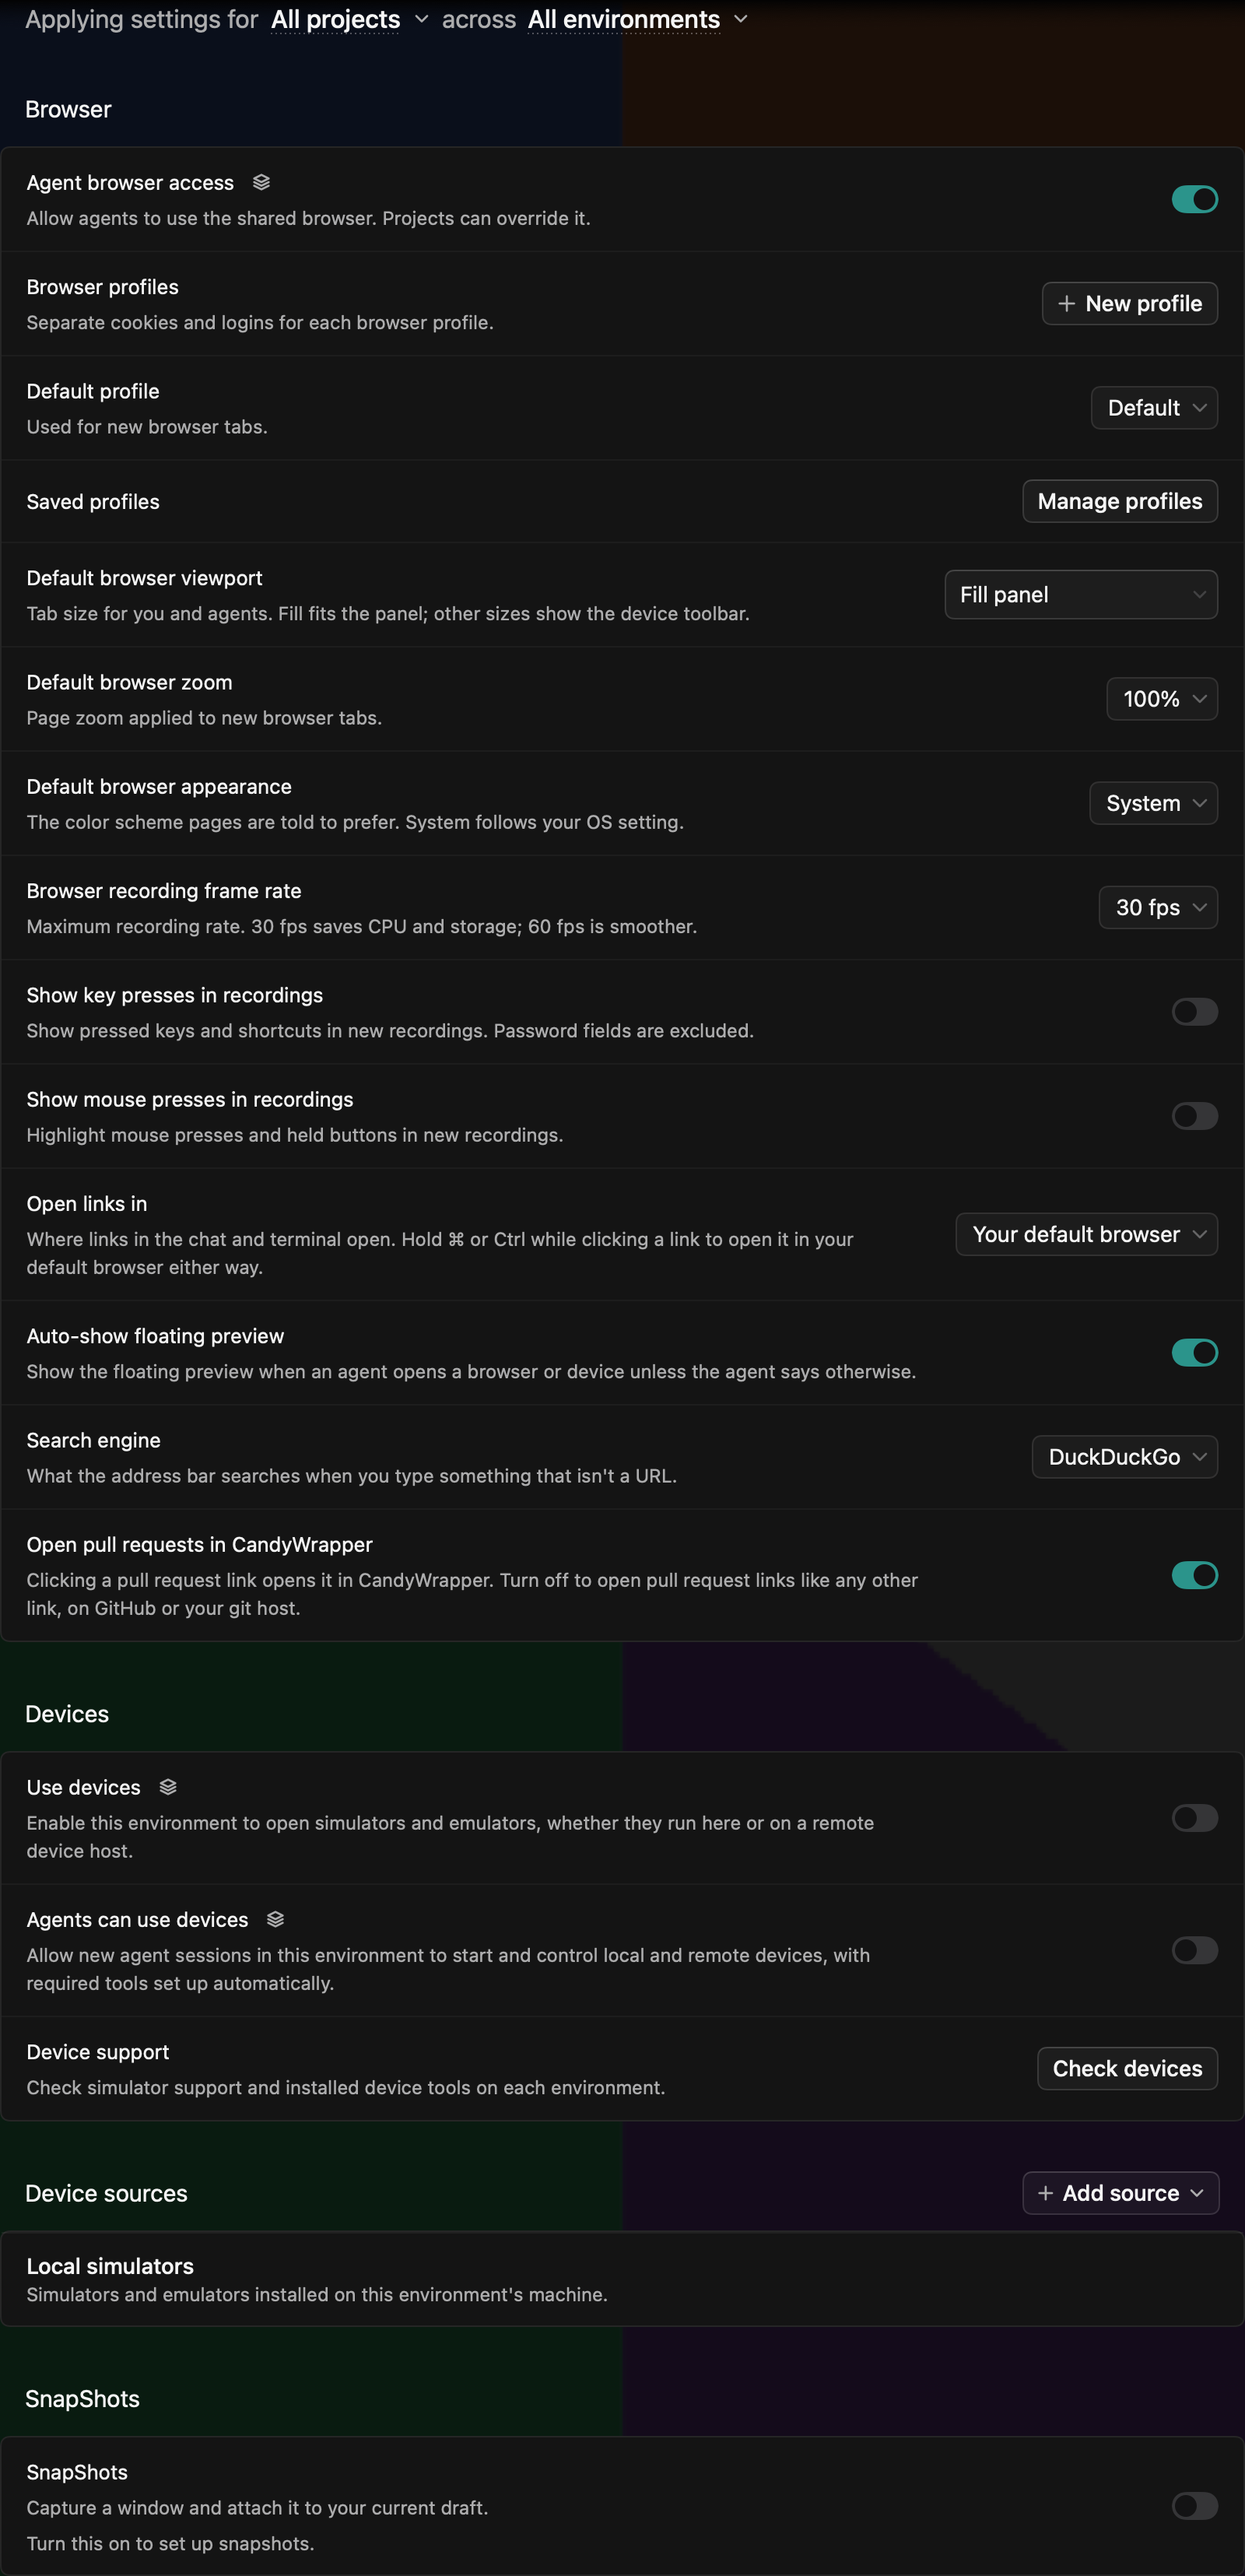 Applying settings for All projects across All environments
Browser
Agent browser access
Allow agents to use the shared browser. Projects can override it.
Browser profiles
Separate cookies and logins for each browser profile.
+ New profile
Default profile
Used for new browser tabs.
Default
Saved profiles
Manage profiles
Default browser viewport
Tab size for you and agents. Fill fits the panel; other sizes show the device toolbar.
Fill panel
Default browser zoom
Page zoom applied to new browser tabs.
100%
Default browser appearance
The color scheme pages are told to prefer. System follows your OS setting.
System
Browser recording frame rate
Maximum recording rate. 30 fps saves CPU and storage; 60 fps is smoother.
30 fps
Show key presses in recordings
Show pressed keys and shortcuts in new recordings. Password fields are excluded.
Show mouse presses in recordings
Highlight mouse presses and held buttons in new recordings.
Open links in
Where links in the chat and terminal open. Hold ⌘ or Ctrl while clicking a link to open it in your
default browser either way.
Your default browser
Auto-show floating preview
Show the floating preview when an agent opens a browser or device unless the agent says otherwise.
Search engine
What the address bar searches when you type something that isn't a URL.
DuckDuckGo
Open pull requests in CandyWrapper
Clicking a pull request link opens it in CandyWrapper. Turn off to open pull request links like any other
link, on GitHub or your git host.
Devices
Use devices
Enable this environment to open simulators and emulators, whether they run here or on a remote
device host.
Agents can use devices
Allow new agent sessions in this environment to start and control local and remote devices, with
required tools set up automatically.
Device support
Check simulator support and installed device tools on each environment.
Check devices
Device sources
+ Add source
Local simulators
Simulators and emulators installed on this environment's machine.
SnapShots
SnapShots
Capture a window and attach it to your current draft.
Turn this on to set up snapshots.